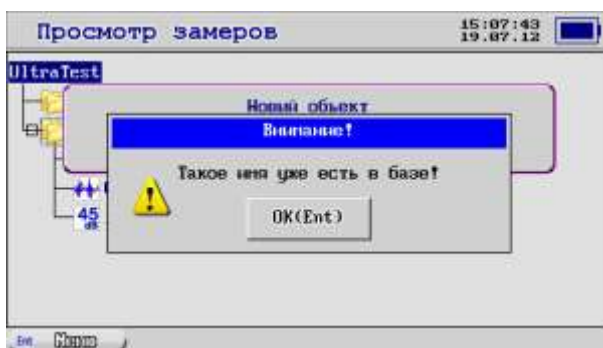 Просмотр замеров
15:07:43
19.07.12
UltraTest
Новый объект
Внимание!
Такое имя уже есть в базе!
OK(Ent)
45
dB
Ent